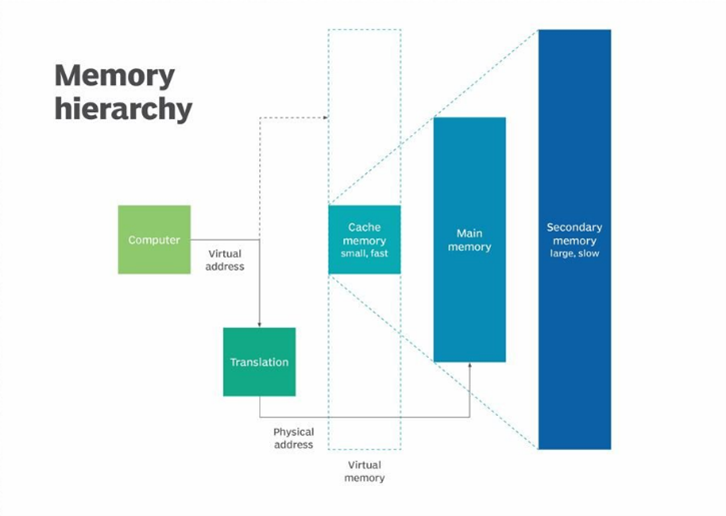 Memory
hierarchy
Computer
Virtual
address
Translation
Physical
address
Cache
memory
small, fast
Main
memory
Secondary
memory
large, slow
Virtual
memory